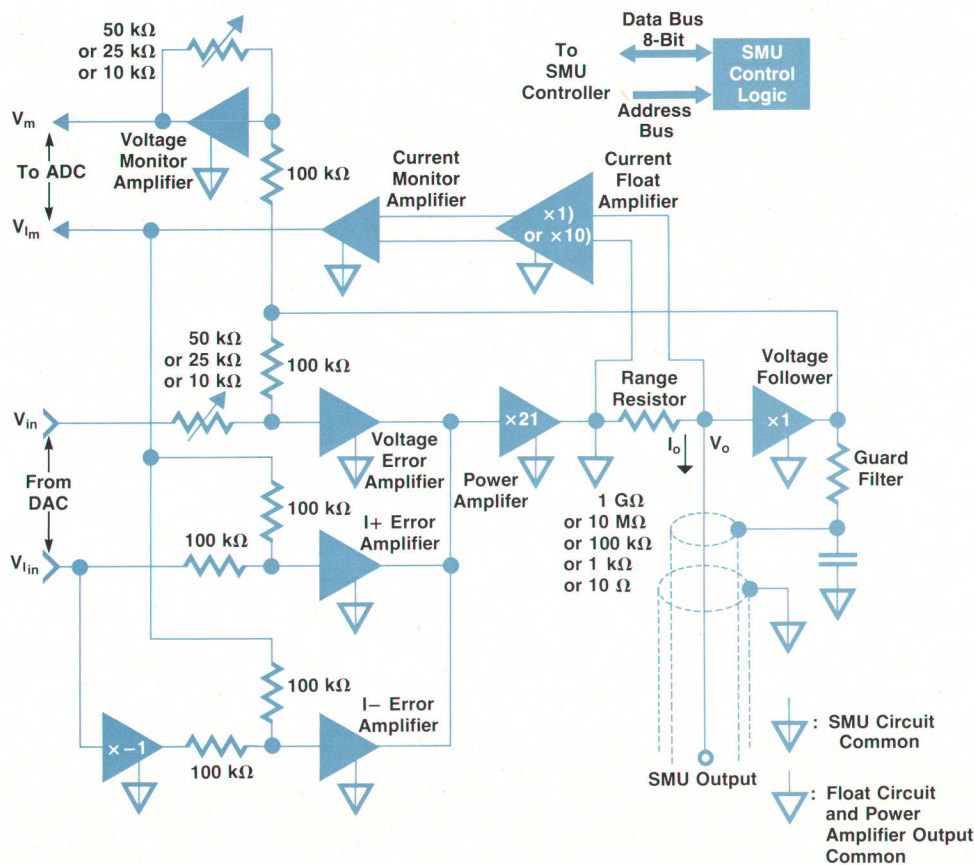 50 kΩ
or 25 kΩ
or 10 kΩ
Data Bus
8-Bit
To
SMU
Controller
SMU
Control
Logic
Address
Bus
Vm
Voltage
Monitor
Amplifier
To ADC
100 kΩ
Current
Monitor
Amplifier
Current
Float
Amplifier
×1)
or ×10)
VIm
50 kΩ
or 25 kΩ
or 10 kΩ
100 kΩ
Voltage
Follower
Range
Resistor
Vin
×21
×1
Voltage
Error
Amplifier
Power
Amplifer
Io
Vo
Guard
Filter
From
DAC
100 kΩ
100 kΩ
I+ Error
Amplifier
1 GΩ
or 10 MΩ
or 100 kΩ
or 1 kΩ
or 10 Ω
VIin
100 kΩ
I− Error
Amplifier
×−1
100 kΩ
SMU Output
: SMU Circuit
Common
: Float Circuit
and Power
Amplifier Output
Common